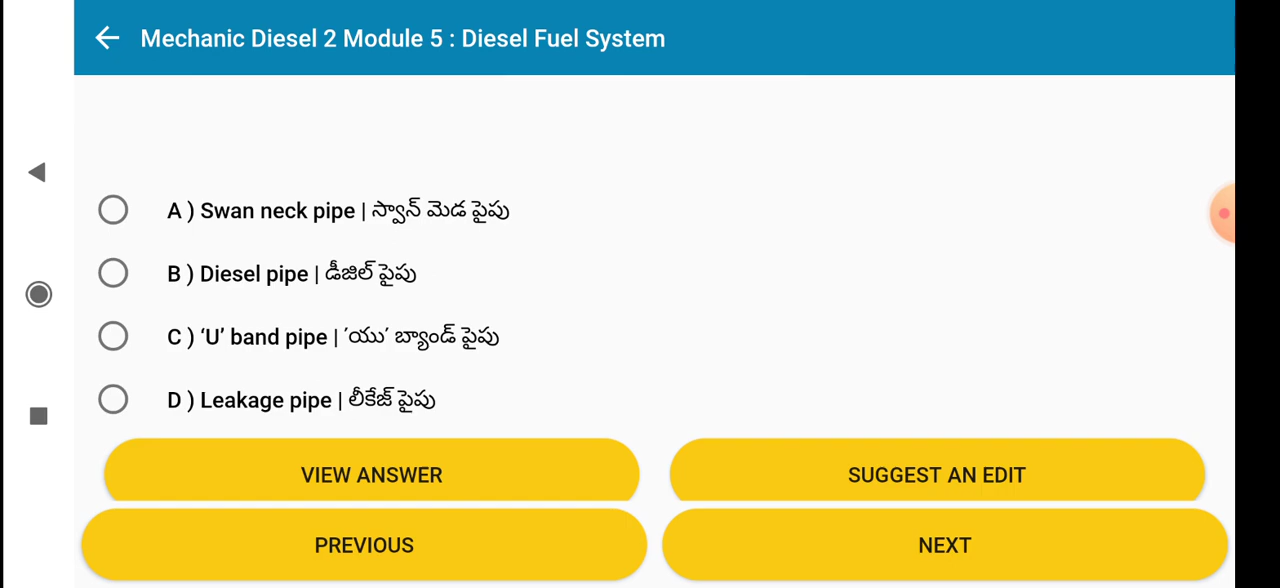 Mechanic Diesel 2 Module 5 : Diesel Fuel System
A ) Swan neck pipe | స్వాన్ మెడ పైపు
B ) Diesel pipe | డీజిల్ పైపు
C ) ‘U’ band pipe | ‘యు’ బ్యాండ్ పైపు
D ) Leakage pipe | లీకేజ్ పైపు
VIEW ANSWER
SUGGEST AN EDIT
PREVIOUS
NEXT